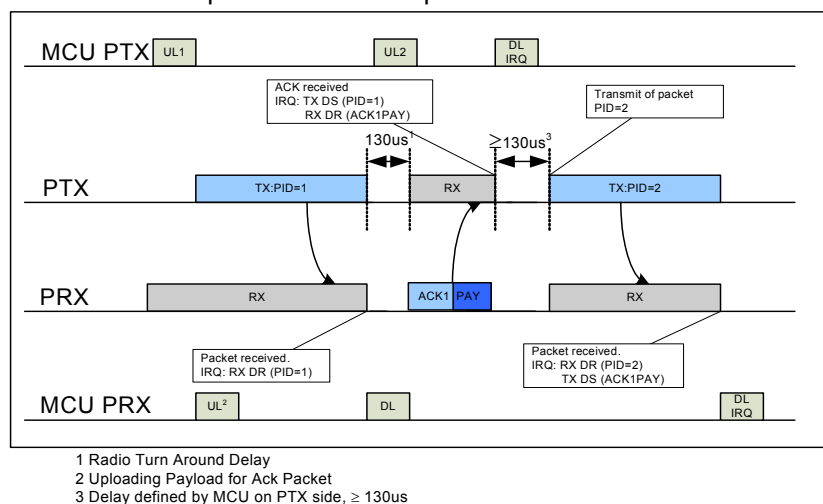 MCU PTX
UL1
UL2
DL
IRQ
ACK received
IRQ: TX DS (PID=1)
RX DR (ACK1PAY)
Transmit of packet
PID=2
130us1
≥130us3
PTX
TX:PID=1
RX
TX:PID=2
PRX
RX
ACK1 PAY
RX
Packet received.
IRQ: RX DR (PID=1)
Packet received.
IRQ: RX DR (PID=2)
TX DS (ACK1PAY)
MCU PRX
UL2
DL
DL
IRQ
1 Radio Turn Around Delay
2 Uploading Payload for Ack Packet
3 Delay defined by MCU on PTX side, ≥ 130us